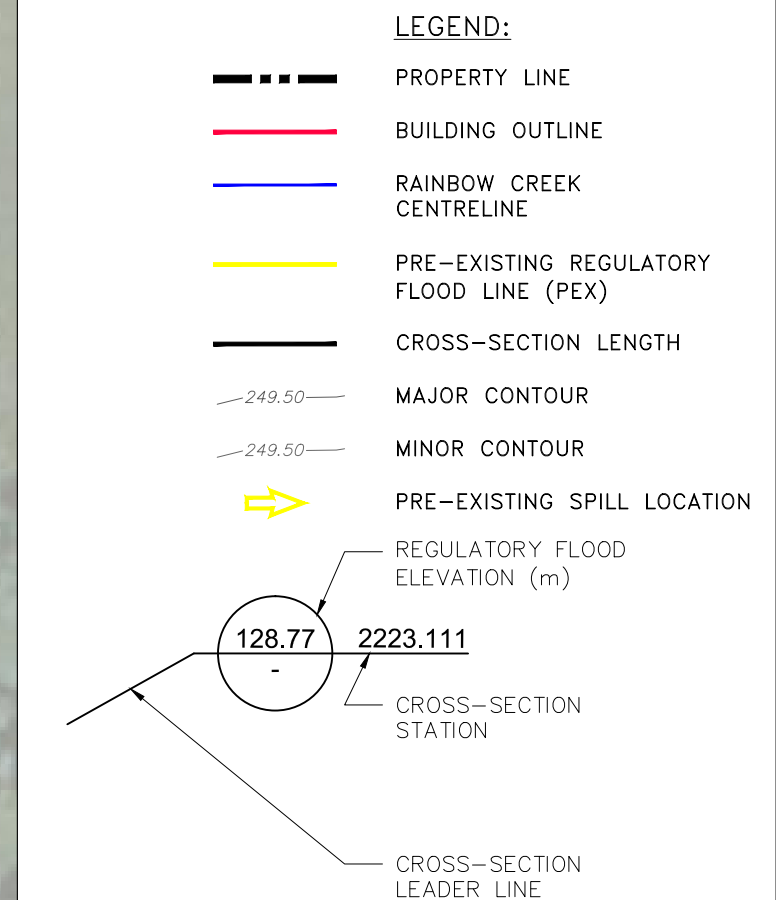 LEGEND:
PROPERTY LINE
BUILDING OUTLINE
RAINBOW CREEK
CENTRELINE
PRE-EXISTING REGULATORY
FLOOD LINE (PEX)
CROSS-SECTION LENGTH
249.50
MAJOR CONTOUR
249.50
MINOR CONTOUR
PRE-EXISTING SPILL LOCATION
REGULATORY FLOOD
ELEVATION (m)
128.77
2223.111
-
CROSS-SECTION
STATION
CROSS-SECTION
LEADER LINE